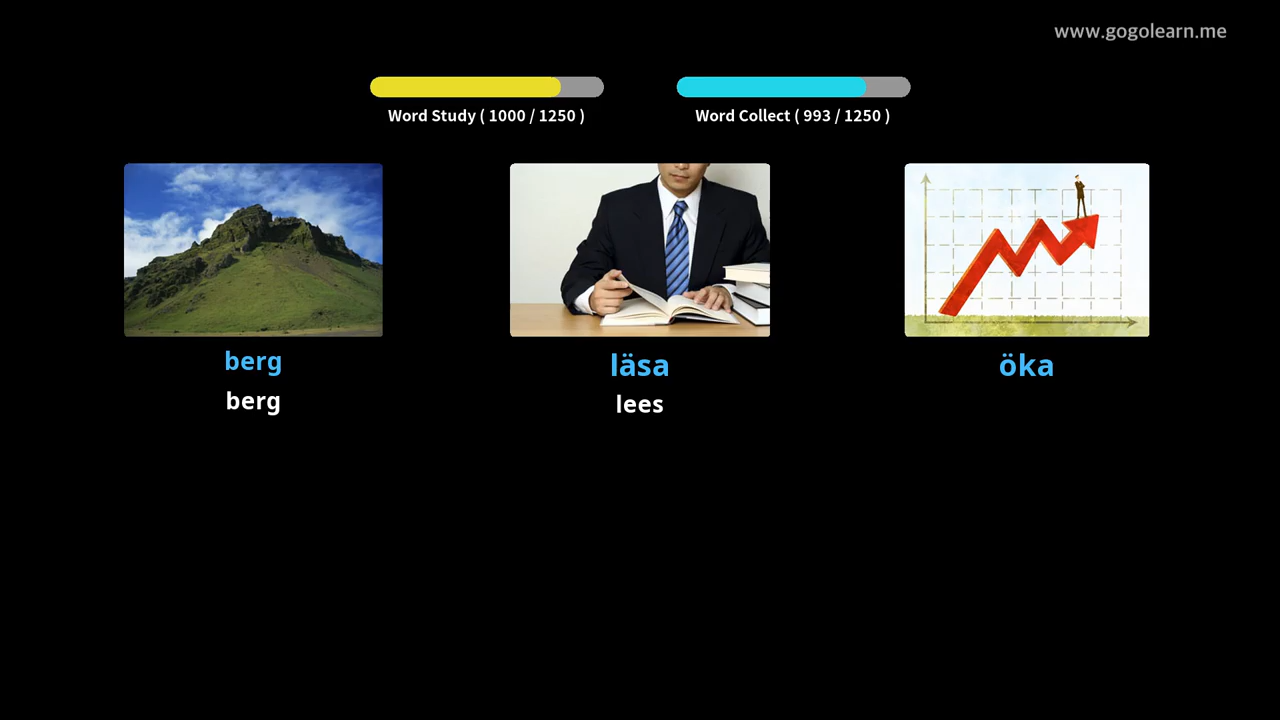 www.gogolearn.me
Word Study ( 1000 / 1250 )
Word Collect ( 993 / 1250 )
berg
berg
läsa
lees
öka